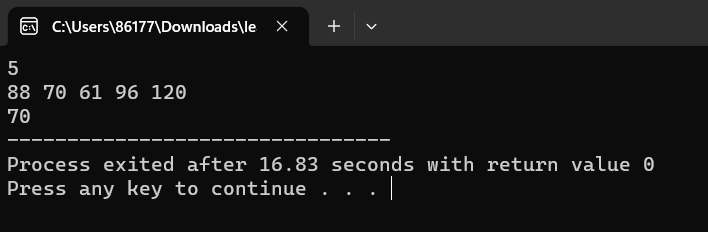 C:\Users\86177\Downloads\le
5
88 70 61 96 120
70
--------------------------------
Process exited after 16.83 seconds with return value 0
Press any key to continue . . .